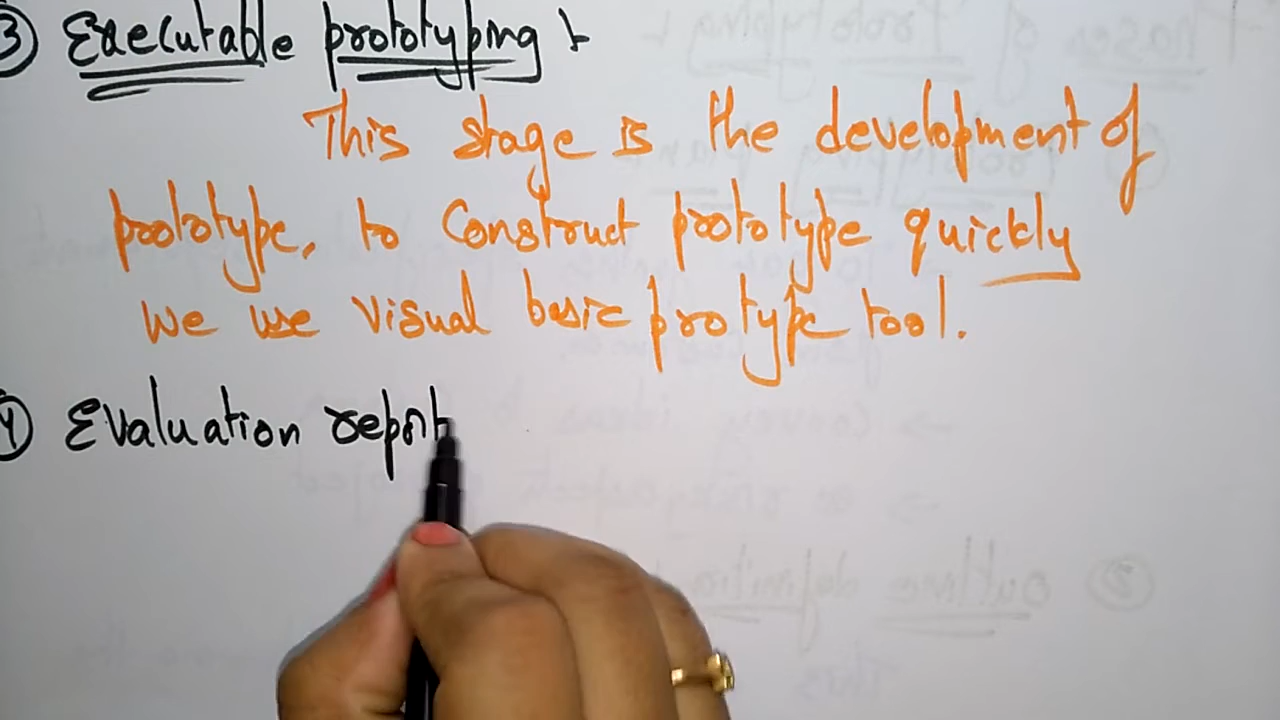 ③ Executable prototyping :-
This stage is the development of
prototype, to construct prototype quickly
we use visual basic protype tool.
④ Evaluation report